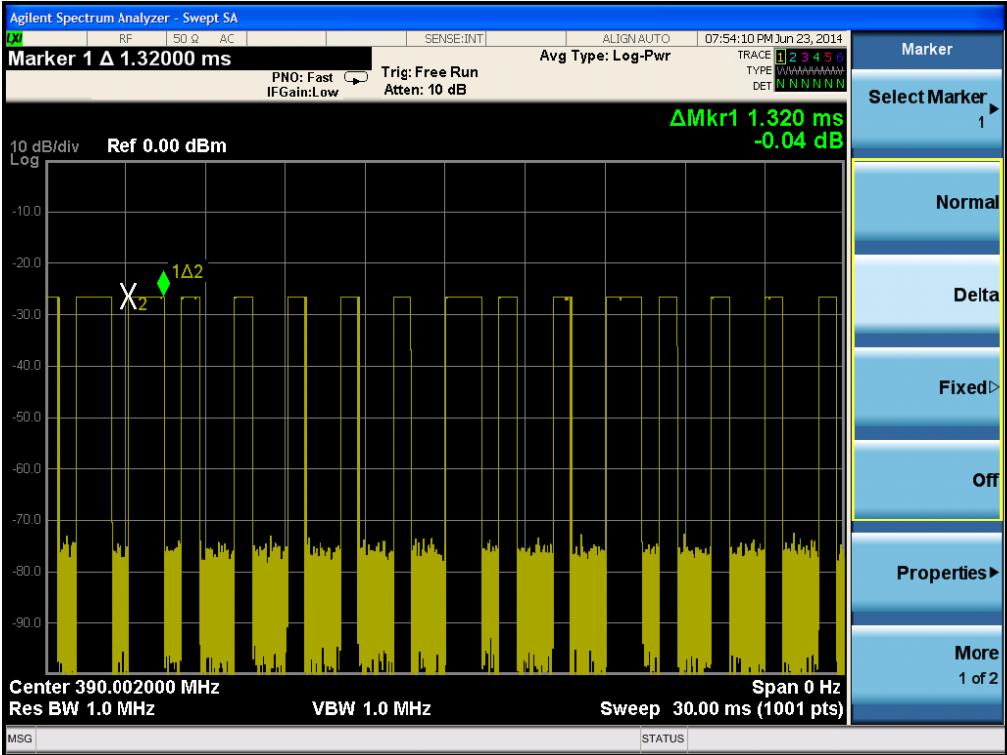 Agilent Spectrum Analyzer - Swept SA
LXI RF 50 Ω AC SENSE:INT ALIGN AUTO 07:54:10 PM Jun 23, 2014
Marker 1 Δ 1.32000 ms
PNO: Fast
IFGain:Low
Trig: Free Run
Atten: 10 dB
Avg Type: Log-Pwr
TRACE 1 2 3 4 5 6
TYPE WWWWWW
DET N N N N N N
ΔMkr1 1.320 ms
-0.04 dB
10 dB/div
Log
Ref 0.00 dBm
-10.0
-20.0
-30.0
-40.0
-50.0
-60.0
-70.0
-80.0
-90.0
1Δ2
X2
Center 390.002000 MHz
Span 0 Hz
Res BW 1.0 MHz
VBW 1.0 MHz
Sweep 30.00 ms (1001 pts)
MSG
STATUS
Marker
Select Marker
1
Normal
Delta
Fixed
Off
Properties
More
1 of 2